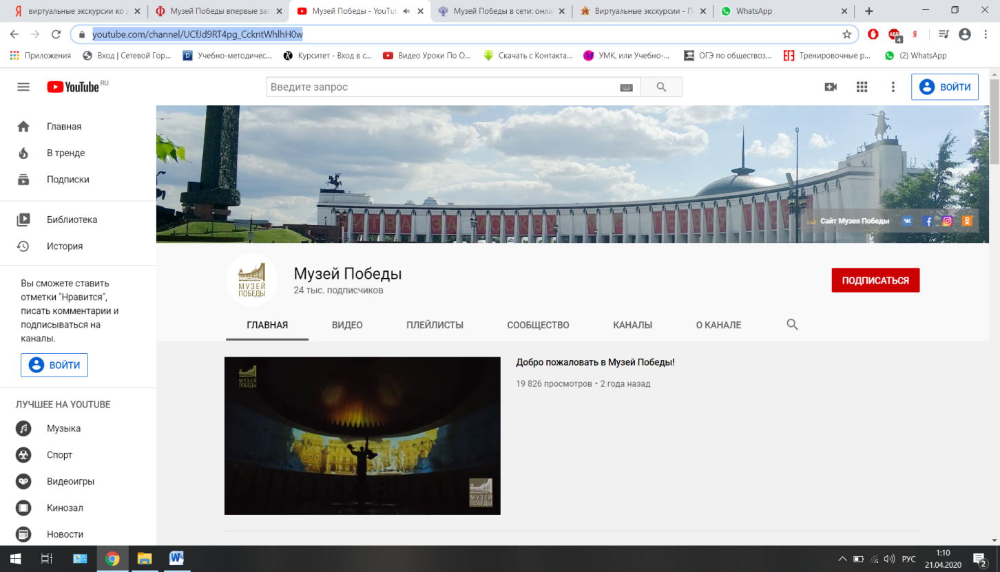 виртуальные экскурсии ко д
Музей Победы впервые зап
Музей Победы - YouTub
Музей Победы в сети: онла
Виртуальные экскурсии - П
WhatsApp
youtube.com/channel/UCfJd9RT4pg_CckntWhlhH0w
4
Приложения
Вход | Сетевой Гор...
Учебно-методичес...
Курситет - Вход в с...
Видео Уроки По О...
Скачать с Контакта...
УМК, или Учебно-...
ОГЭ по обществоз...
Тренировочные р...
(2) WhatsApp
YouTube RU
Введите запрос
ВОЙТИ
Главная
В тренде
Подписки
Библиотека
История
Вы сможете ставить
отметки "Нравится",
писать комментарии и
подписываться на
каналы.
ВОЙТИ
ЛУЧШЕЕ НА YOUTUBE
Музыка
Спорт
Видеоигры
Кинозал
Новости
БИТВА ЗА МОСКВУ
Сайт Музея Победы
МУЗЕЙ
ПОБЕДЫ
Музей Победы
24 тыс. подписчиков
ПОДПИСАТЬСЯ
ГЛАВНАЯ
ВИДЕО
ПЛЕЙЛИСТЫ
СООБЩЕСТВО
КАНАЛЫ
О КАНАЛЕ
МУЗЕЙ
ПОБЕДЫ
МУЗЕЙ
ПОБЕДЫ
Добро пожаловать в Музей Победы!
19 826 просмотров • 2 года назад
РУС
1:10
21.04.2020
2